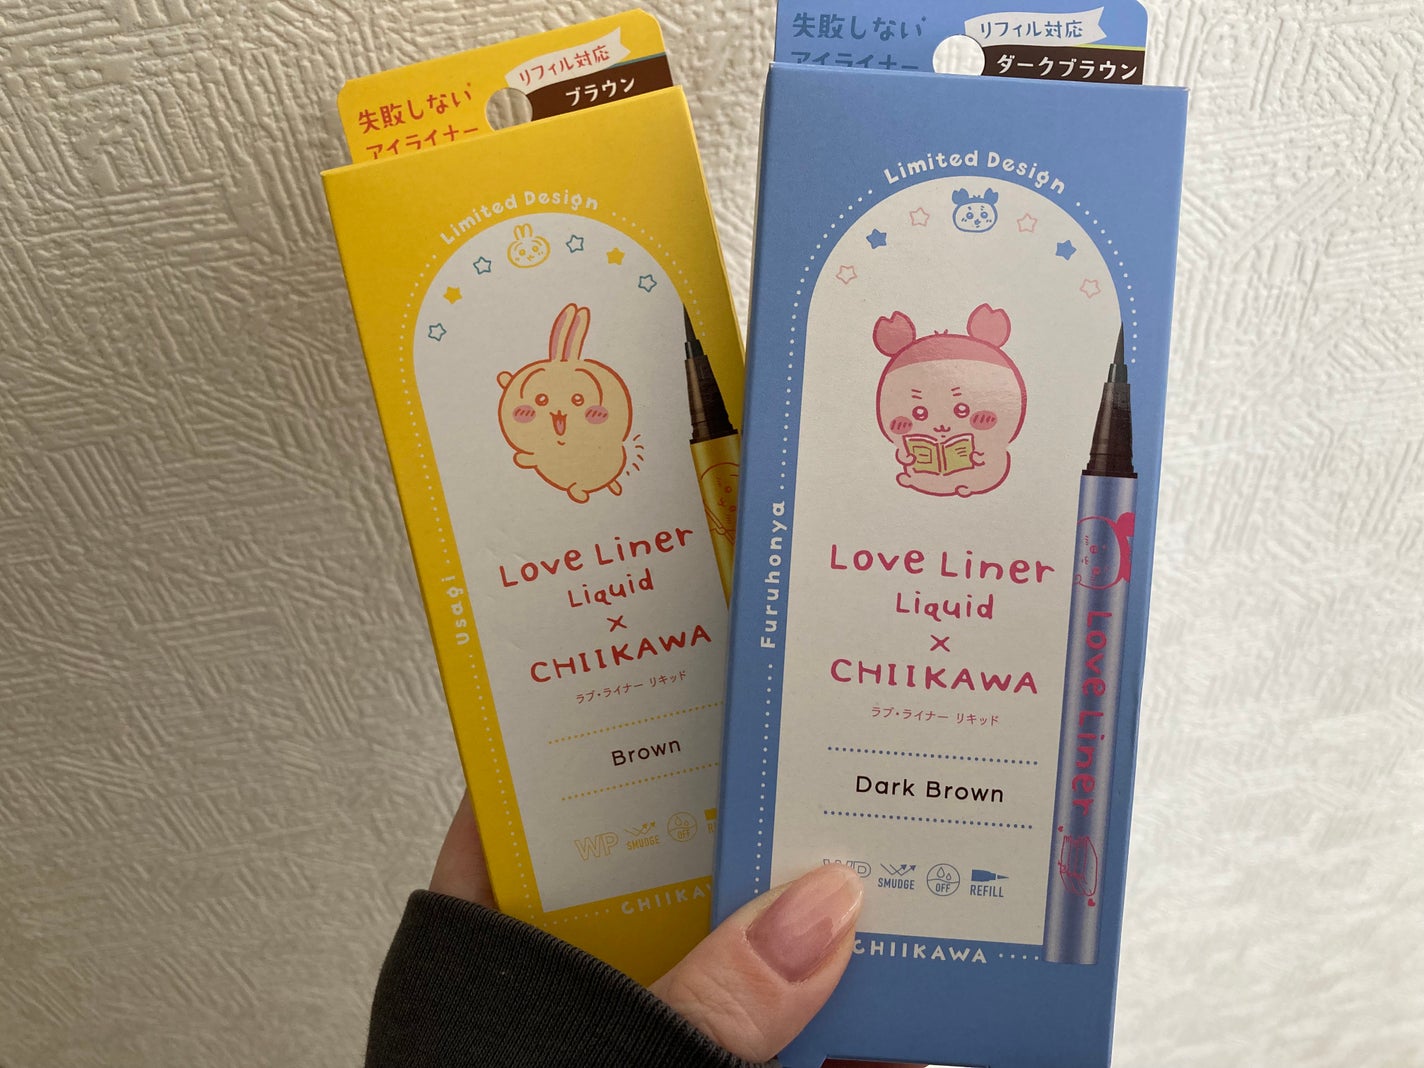 失敗しない
アイライナー
リフィル対応
ブラウン
Limited Design
Usagi
Love Liner
Liquid
×
CHIIKAWA
ラブ・ライナー リキッド
Brown
WP
SMUDGE
OFF
CHIIKAW
失敗しない
アイライナー
リフィル対応
ダークブラウン
Limited Design
Furuhonya
Love Liner
Liquid
×
CHIIKAWA
ラブ・ライナー リキッド
Dark Brown
WP
SMUDGE
OFF
REFILL
Love Liner
CHIIKAWA